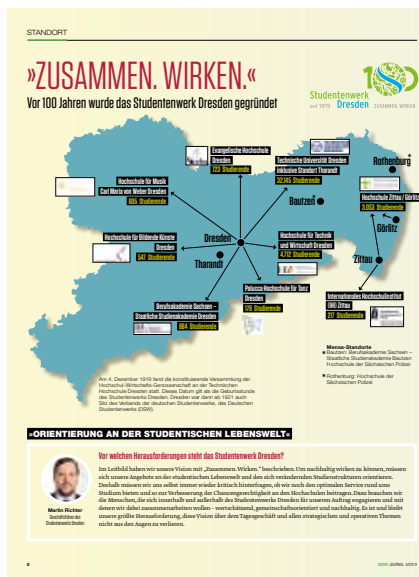 STANDORT
»ZUSAMMEN. WIRKEN.«
Vor 100 Jahren wurde das Studentenwerk Dresden gegründet
100
Studentenwerk
seit 1919 Dresden ZUSAMMEN. WIRKEN.
Evangelische Hochschule
Dresden
723 Studierende
Technische Universität Dresden
inklusive Standort Tharandt
32.145 Studierende
Rothenburg*
Hochschule für Musik
Carl Maria von Weber Dresden
605 Studierende
Bautzen
Hochschule Zittau / Görlitz
3.053 Studierende
Görlitz
Hochschule für Bildende Künste
Dresden
547 Studierende
Dresden
Tharandt
Hochschule für Technik
und Wirtschaft Dresden
4.712 Studierende
Zittau
Palucca Hochschule für Tanz
Dresden
176 Studierende
Internationales Hochschulinstitut
(IHI) Zittau
217 Studierende
Berufsakademie Sachsen –
Staatliche Studienakademie Dresden
884 Studierende
Mensa-Standorte
Bautzen: Berufsakademie Sachsen –
Staatliche Studienakademie Bautzen
Hochschule der Sächsischen Polizei
Rothenburg: Hochschule der
Sächsischen Polizei
Am 4. Dezember 1919 fand die konstituierende Versammlung der
Hochschul-Wirtschafts-Genossenschaft an der Technischen
Hochschule Dresden statt. Dieses Datum gilt als die Geburtsstunde
des Studentenwerks Dresden. Dresden war dann ab 1921 auch
Sitz des Verbands der deutschen Studentenwerke, des Deutschen
Studentenwerks (DSW).
»ORIENTIERUNG AN DER STUDENTISCHEN LEBENSWELT«
Martin Richter
Geschäftsführer des
Studentenwerks Dresden
Vor welchen Herausforderungen steht das Studentenwerk Dresden?
Im Leitbild haben wir unsere Vision mit „Zusammen. Wirken.“ beschrieben. Um nachhaltig wirken zu können, müssen
sich unsere Angebote an der studentischen Lebenswelt und den sich verändernden Studienstrukturen orientieren.
Deshalb müssen wir uns selbst immer wieder kritisch hinterfragen, ob wir noch den optimalen Service rund ums
Studium bieten und so zur Verbesserung der Chancengerechtigkeit an den Hochschulen beitragen. Dazu brauchen wir
die Menschen, die sich innerhalb und außerhalb des Studentenwerks Dresden für unseren Auftrag engagieren und mit
denen wir dabei zusammenarbeiten wollen – wertschätzend, gemeinschaftsorientiert und nachhaltig. Es ist und bleibt
unsere größte Herausforderung, diese Vision über dem Tagesgeschäft und allen strategischen und operativen Themen
nicht aus den Augen zu verlieren.
8
DSW JOURNAL 4/2019